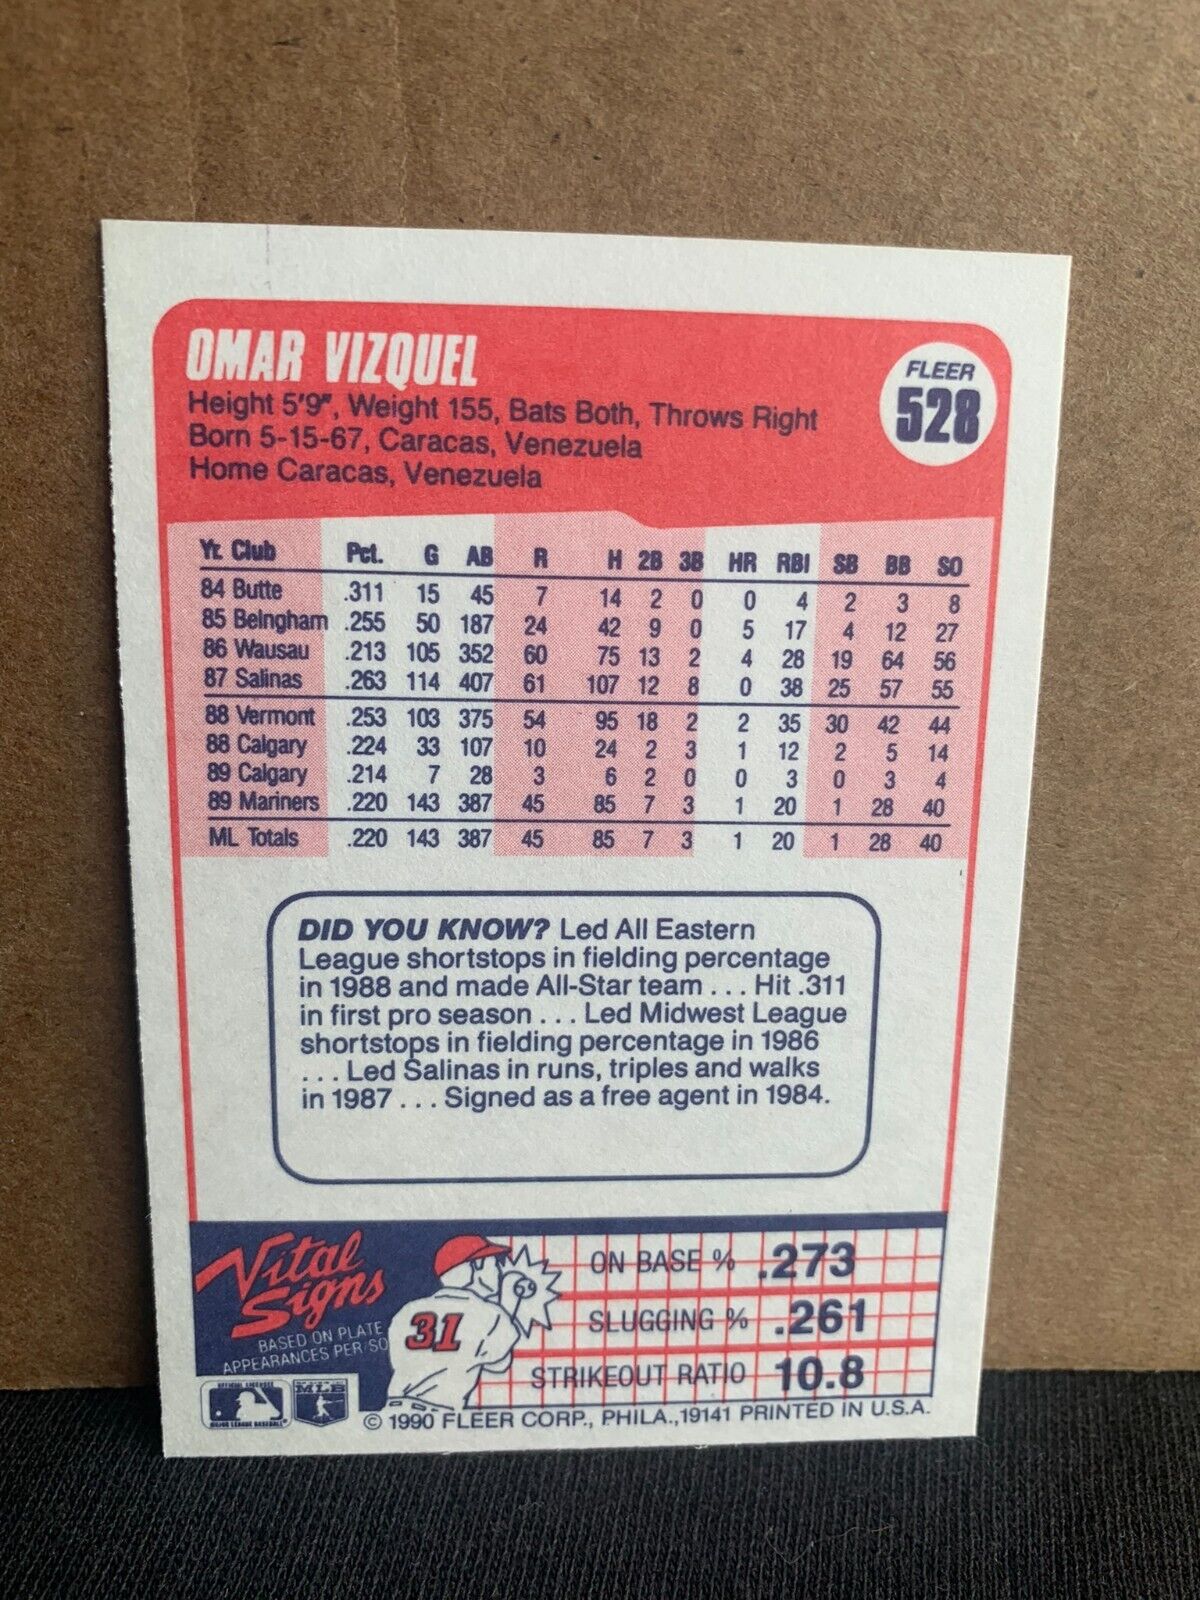 OMAR VIZQUEL
FLEER
528
Height 5'9", Weight 155, Bats Both, Throws Right
Born 5-15-67, Caracas, Venezuela
Home Caracas, Venezuela
Yr. Club Pct. G AB R H 2B 3B HR RBI SB BB SO
84 Butte .311 15 45 7 14 2 0 0 4 2 3 8
85 Belngham .255 50 187 24 42 9 0 5 17 4 12 27
86 Wausau .213 105 352 60 75 13 2 4 28 19 64 56
87 Salinas .263 114 407 61 107 12 8 0 38 25 57 55
88 Vermont .253 103 375 54 95 18 2 2 35 30 42 44
88 Calgary .224 33 107 10 24 2 3 1 12 2 5 14
89 Calgary .214 7 28 3 6 2 0 0 3 0 3 4
89 Mariners .220 143 387 45 85 7 3 1 20 1 28 40
ML Totals .220 143 387 45 85 7 3 1 20 1 28 40
DID YOU KNOW? Led All Eastern
League shortstops in fielding percentage
in 1988 and made All-Star team . . . Hit .311
in first pro season . . . Led Midwest League
shortstops in fielding percentage in 1986
. . . Led Salinas in runs, triples and walks
in 1987 . . . Signed as a free agent in 1984.
Vital
Signs
BASED ON PLATE
APPEARANCES PER SO
31
ON BASE % .273
SLUGGING % .261
STRIKEOUT RATIO 10.8
OFFICIAL LICENSEE
MAJOR LEAGUE BASEBALL
MLB
© 1990 FLEER CORP., PHILA.,19141 PRINTED IN U.S.A.